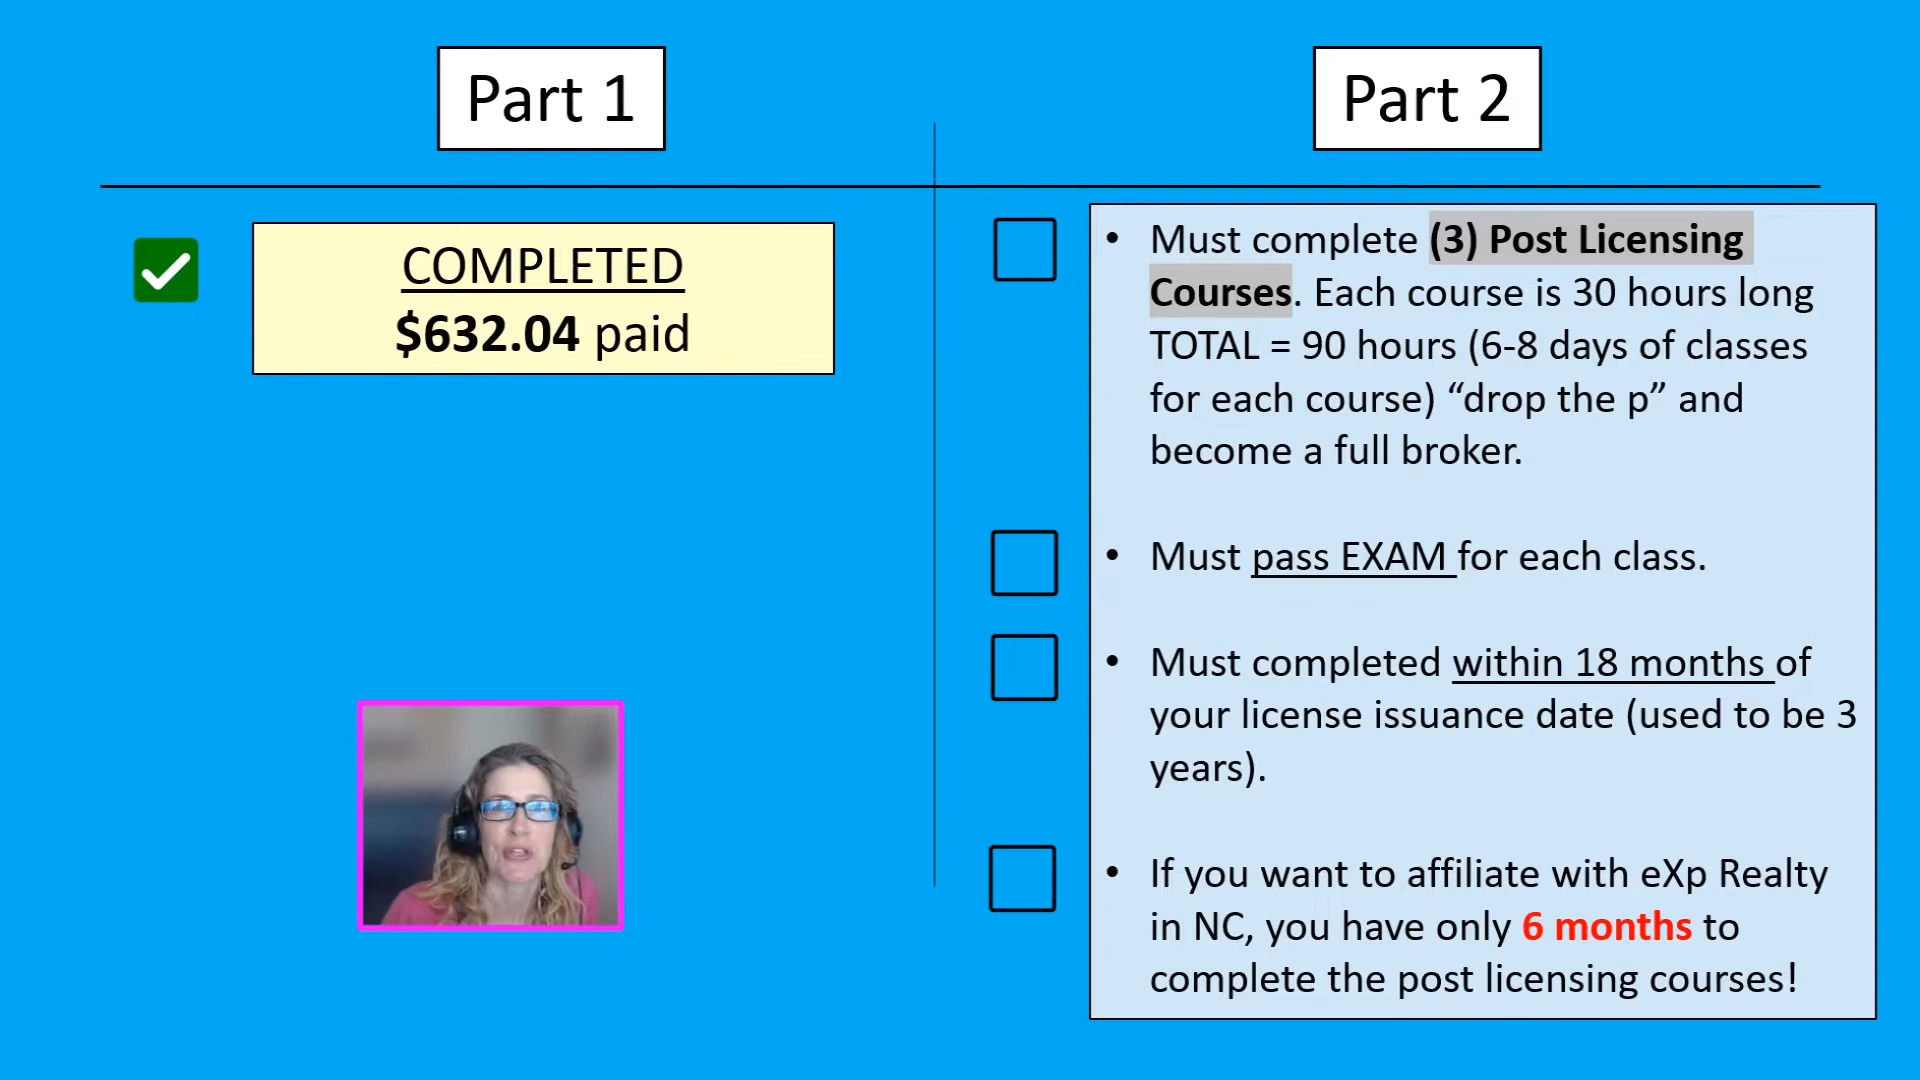 Part 1
Part 2
COMPLETED
$632.04 paid
• Must complete (3) Post Licensing
Courses. Each course is 30 hours long
TOTAL = 90 hours (6-8 days of classes
for each course) “drop the p” and
become a full broker.
• Must pass EXAM for each class.
• Must completed within 18 months of
your license issuance date (used to be 3
years).
• If you want to affiliate with eXp Realty
in NC, you have only 6 months to
complete the post licensing courses!